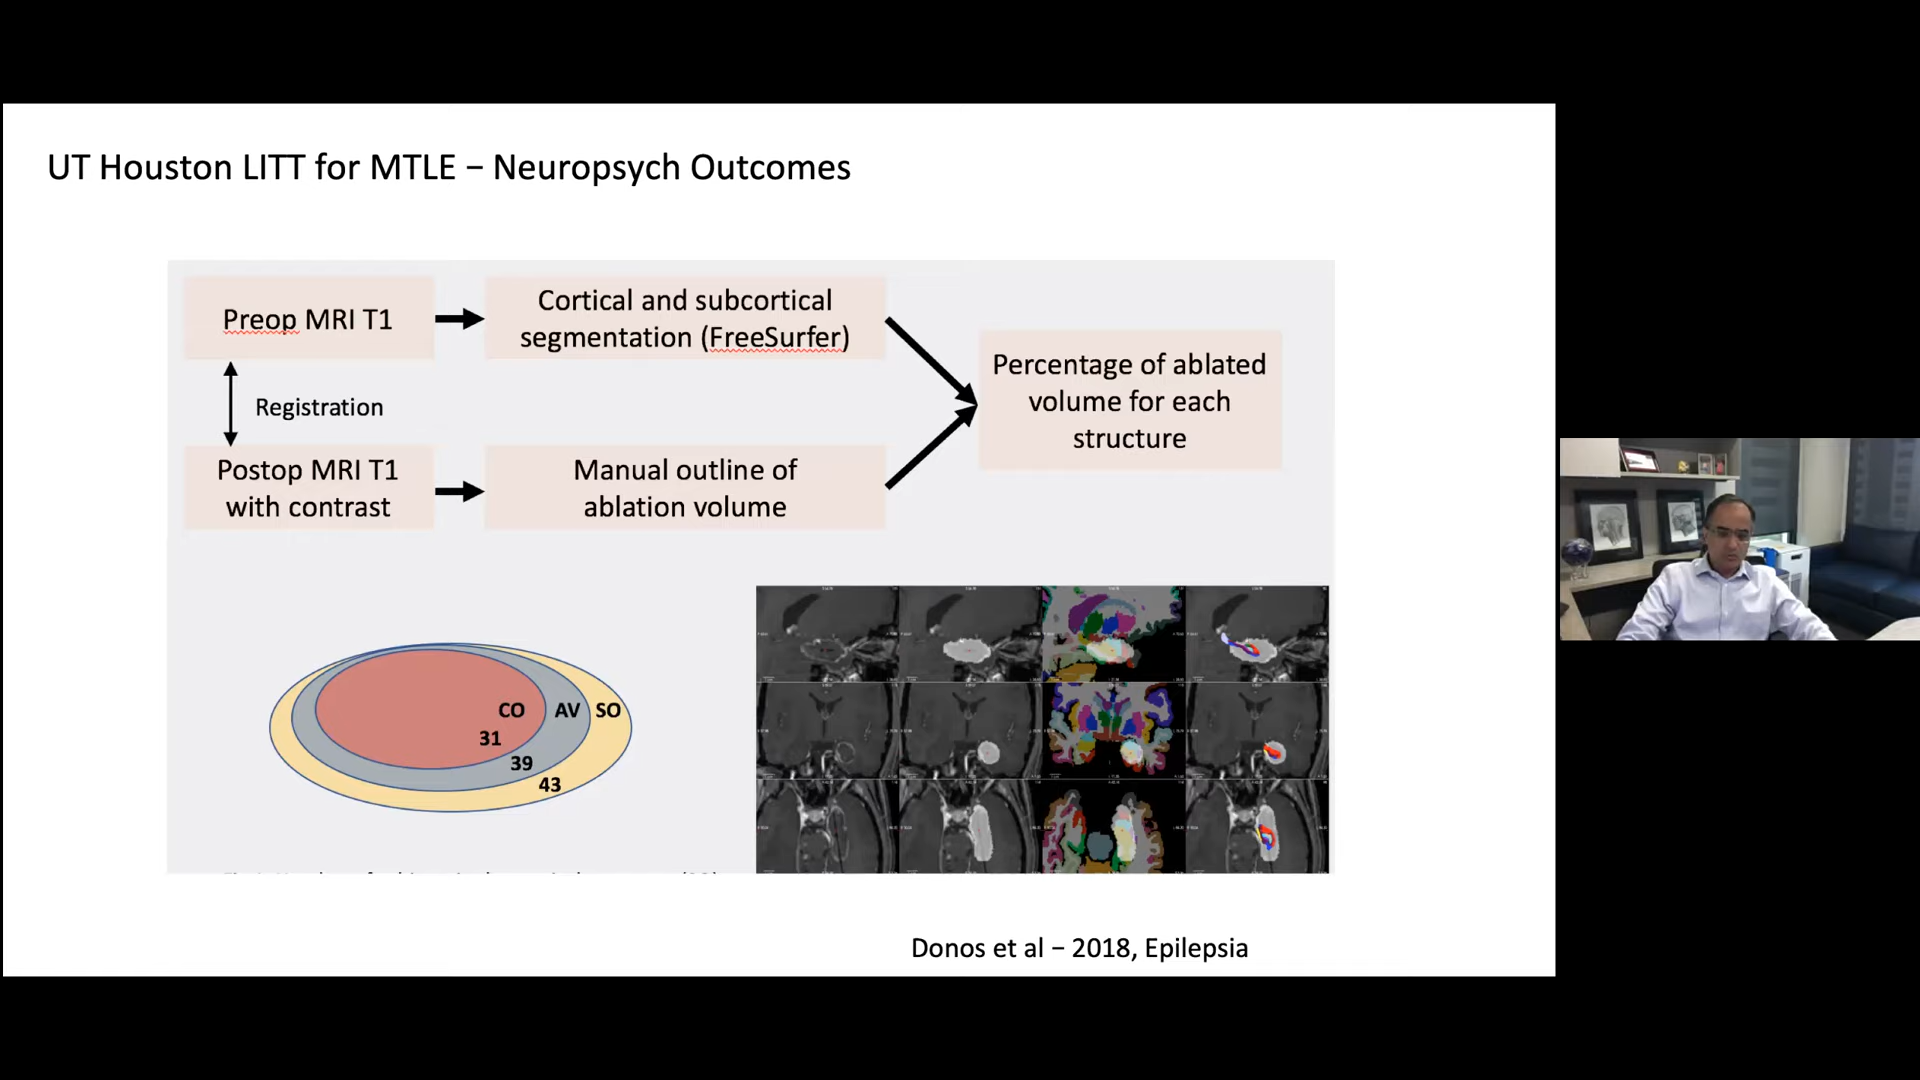 UT Houston LITT for MTLE – Neuropsych Outcomes
Preop MRI T1
Cortical and subcortical
segmentation (FreeSurfer)
Percentage of ablated
volume for each
structure
Registration
Postop MRI T1
with contrast
Manual outline of
ablation volume
CO AV SO
31
39
43
Donos et al – 2018, Epilepsia